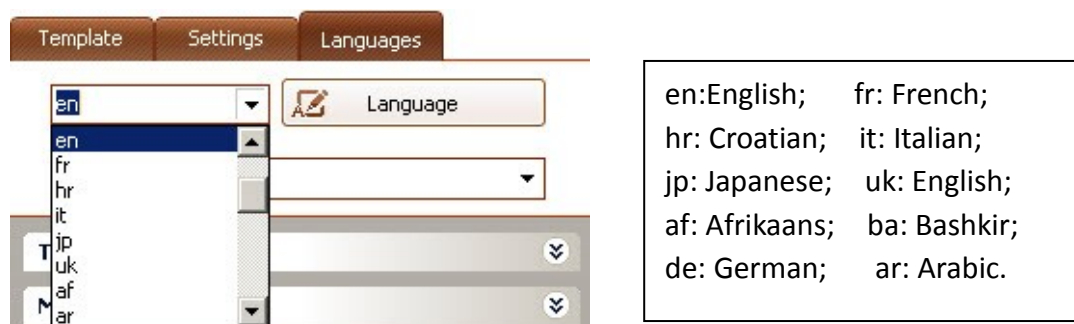 Template Settings Languages
en Language
en
fr
hr
it
jp
uk
af
ar
T
M
en:English; fr: French;
hr: Croatian; it: Italian;
jp: Japanese; uk: English;
af: Afrikaans; ba: Bashkir;
de: German; ar: Arabic.